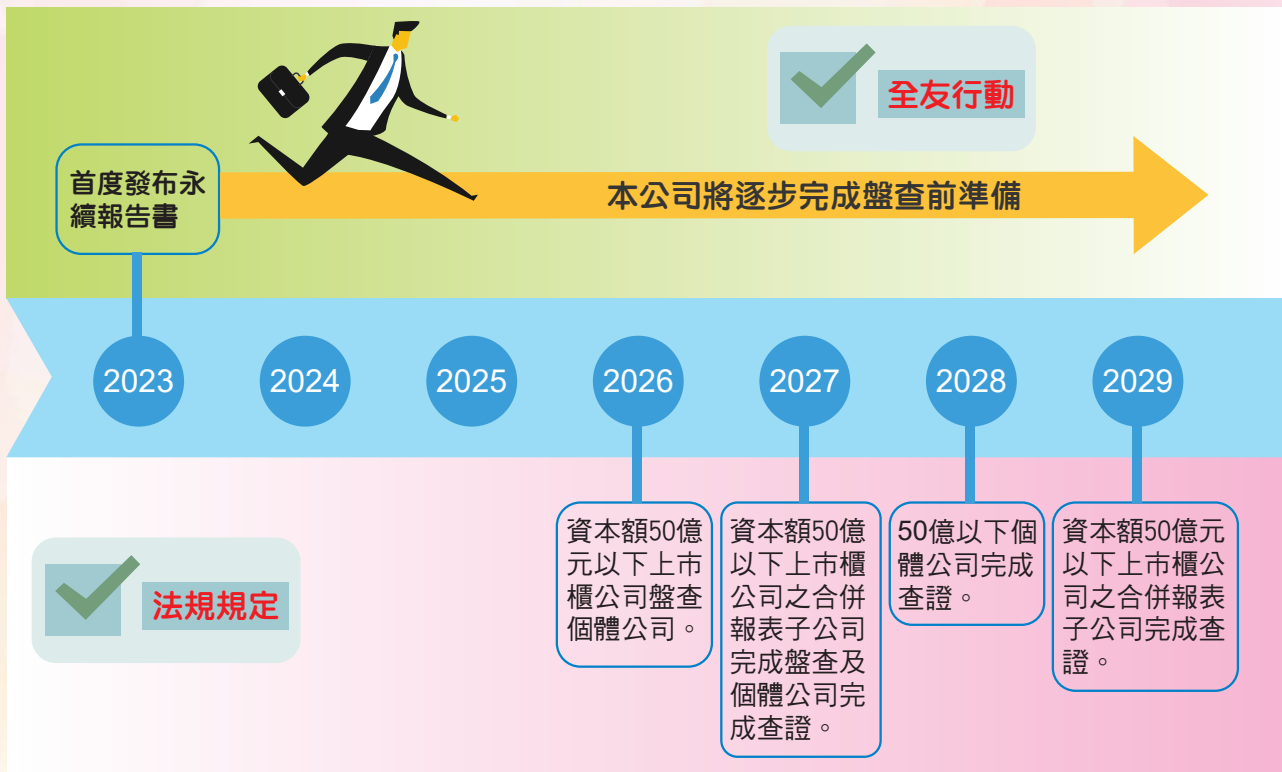 全友行動
首度發布永
續報告書
本公司將逐步完成盤查前準備
2023
2024
2025
2026
2027
2028
2029
資本額50億
元以下上市
櫃公司盤查
個體公司。
資本額50億
以下上市櫃
公司之合併
報表子公司
完成盤查及
個體公司完
成查證。
50億以下個
體公司完成
查證。
資本額50億元
以下上市櫃公
司之合併報表
子公司完成查
證。
法規規定